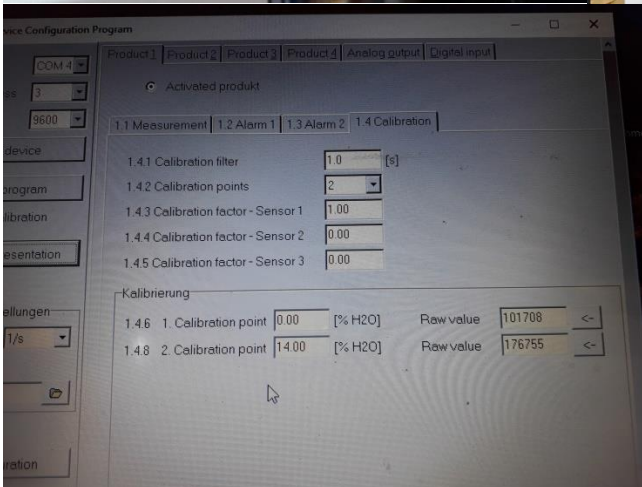 vice Configuration Program
COM 4
Product 1 Product 2 Product 3 Product 4 Analog output Digital input
ss 3
Activated produkt
9600
1.1 Measurement 1.2 Alarm 1 1.3 Alarm 2 1.4 Calibration
device
1.4.1 Calibration filter 1.0 [s]
program
1.4.2 Calibration points 2
libration
1.4.3 Calibration factor - Sensor 1 1.00
1.4.4 Calibration factor - Sensor 2 0.00
esentation
1.4.5 Calibration factor - Sensor 3 0.00
Kalibrierung
ellungen
1.4.6 1. Calibration point 0.00 [% H2O] Raw value 101708 <-
1/s
1.4.8 2. Calibration point 14.00 [% H2O] Raw value 176755 <-
uration